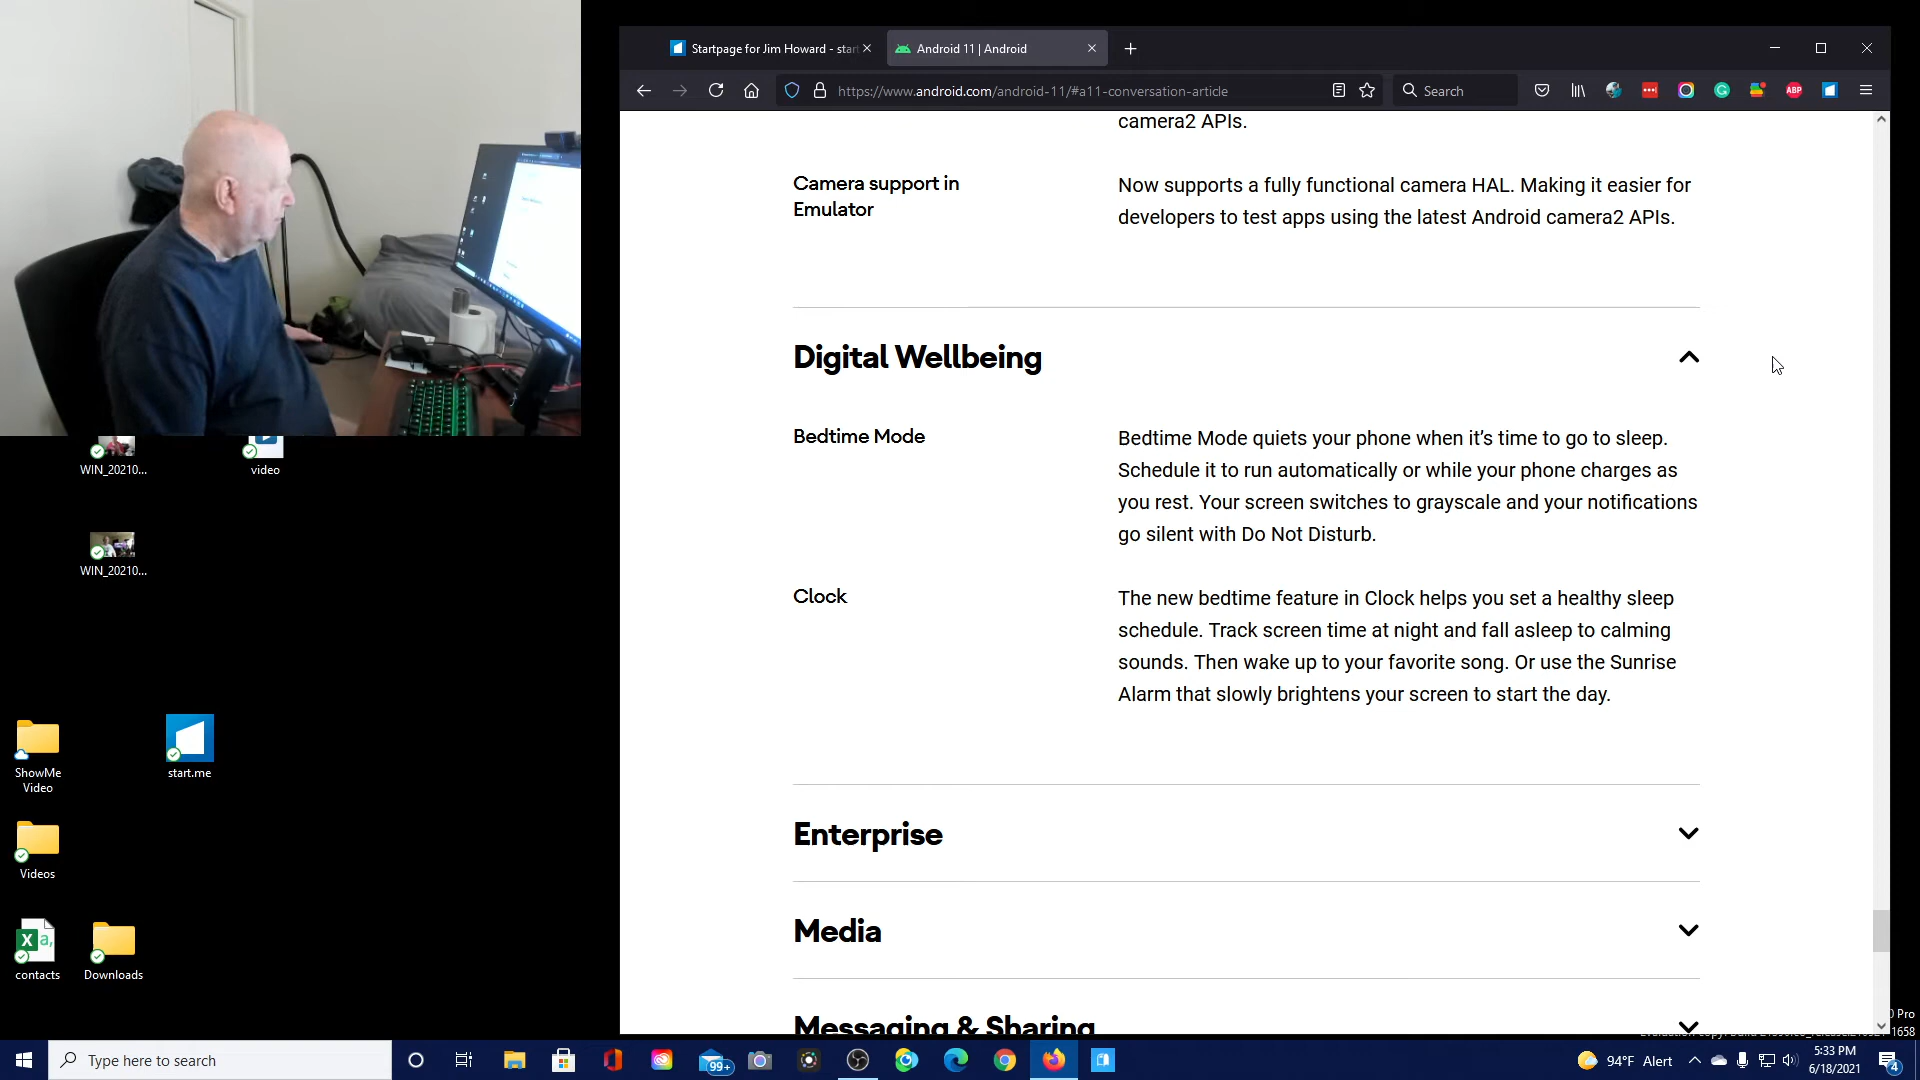 Startpage for Jim Howard - star
Android 11 | Android
https://www.android.com/android-11/#a11-conversation-article
Search
ABP
camera2 APIs.
Camera support in
Emulator
Now supports a fully functional camera HAL. Making it easier for
developers to test apps using the latest Android camera2 APIs.
Digital Wellbeing
Bedtime Mode
Bedtime Mode quiets your phone when it's time to go to sleep.
Schedule it to run automatically or while your phone charges as
you rest. Your screen switches to grayscale and your notifications
go silent with Do Not Disturb.
Clock
The new bedtime feature in Clock helps you set a healthy sleep
schedule. Track screen time at night and fall asleep to calming
sounds. Then wake up to your favorite song. Or use the Sunrise
Alarm that slowly brightens your screen to start the day.
Enterprise
Media
Messaging & Sharing
WIN_20210...
video
WIN_20210...
ShowMe
Video
start.me
Videos
contacts
Downloads
Pro
1658
Type here to search
99+
94°F Alert
5:33 PM
6/18/2021
4